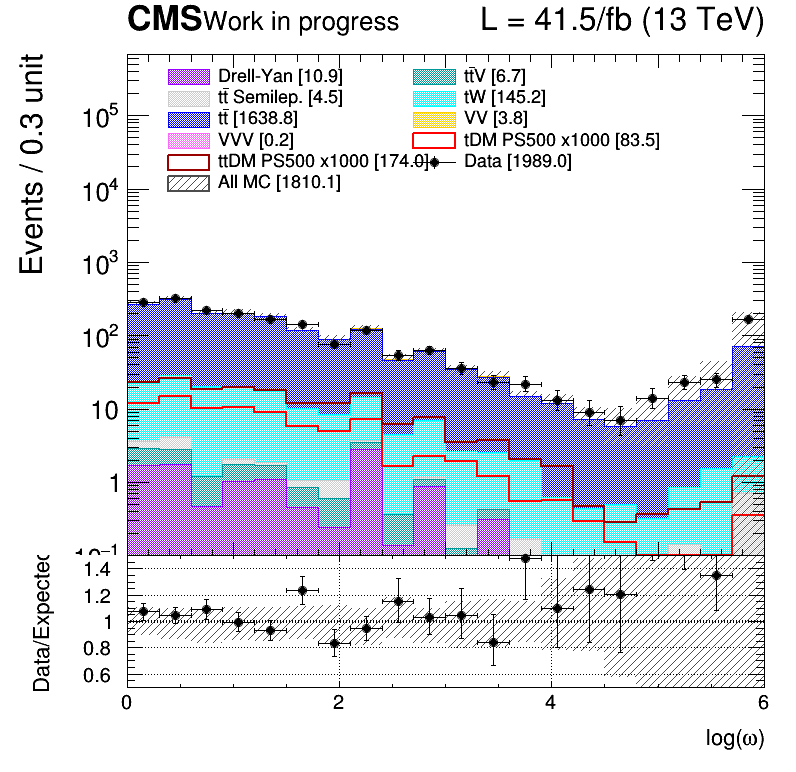 CMS Work in progress L = 41.5/fb (13 TeV)
Drell-Yan [10.9] tt̄V [6.7]
tt̄ Semilep. [4.5] tW [145.2]
tt̄ [1638.8] VV [3.8]
VVV [0.2] tDM PS500 x1000 [83.5]
ttDM PS500 x1000 [174.0] Data [1989.0]
All MC [1810.1]
Events / 0.3 unit
10⁵
10⁴
10³
10²
10
1
10⁻¹
Data/Expected
1.4
1.2
1
0.8
0.6
0 2 4 6
log(ω)